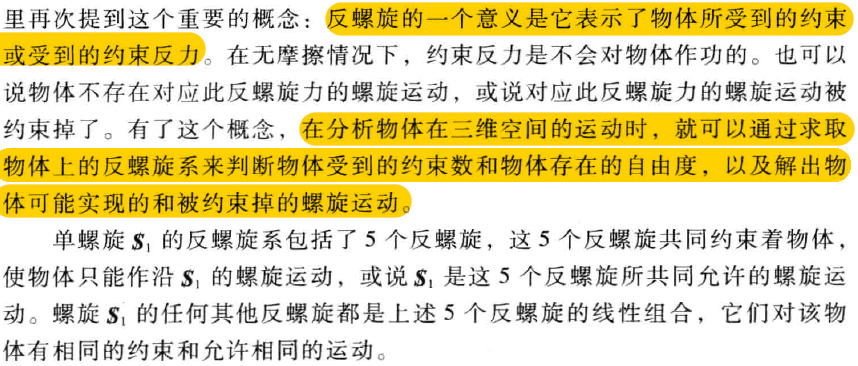 里再次提到这个重要的概念：反螺旋的一个意义是它表示了物体所受到的约束
或受到的约束反力。在无摩擦情况下，约束反力是不会对物体作功的。也可以
说物体不存在对应此反螺旋力的螺旋运动，或说对应此反螺旋力的螺旋运动被
约束掉了。有了这个概念，在分析物体在三维空间的运动时，就可以通过求取
物体上的反螺旋系来判断物体受到的约束数和物体存在的自由度，以及解出物
体可能实现的和被约束掉的螺旋运动。
单螺旋 $₁ 的反螺旋系包括了 5 个反螺旋，这 5 个反螺旋共同约束着物体，
使物体只能作沿 $₁ 的螺旋运动，或说 $₁ 是这 5 个反螺旋所共同允许的螺旋运
动。螺旋 $₁ 的任何其他反螺旋都是上述 5 个反螺旋的线性组合，它们对该物
体有相同的约束和允许相同的运动。